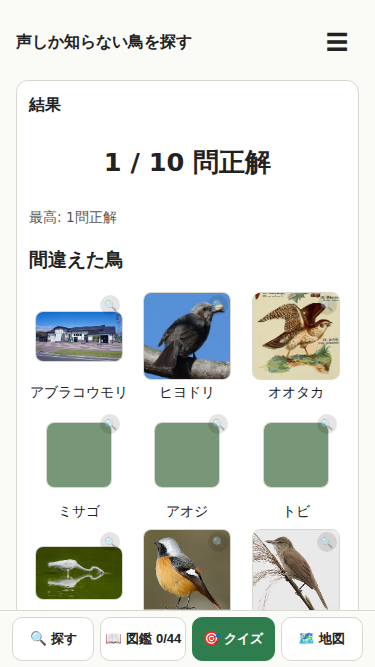 声しか知らない鳥を探す
結果
1 / 10 問正解
最高: 1問正解
間違えた鳥
アブラコウモリ
ヒヨドリ
オオタカ
ミサゴ
アオジ
トビ
探す
図鑑 0/44
クイズ
地図